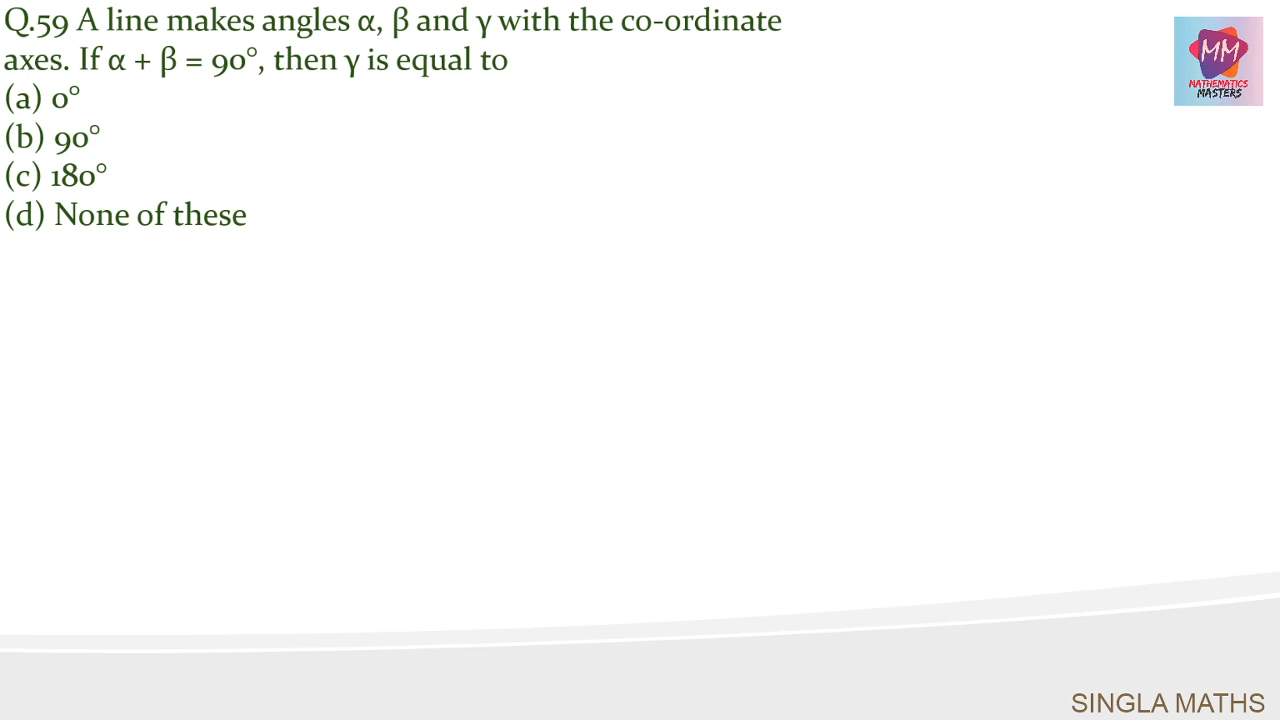 Q.59 A line makes angles α, β and γ with the co-ordinate
axes. If α + β = 90°, then γ is equal to
(a) 0°
(b) 90°
(c) 180°
(d) None of these
MM
MATHEMATICS
MASTERS
SINGLA MATHS